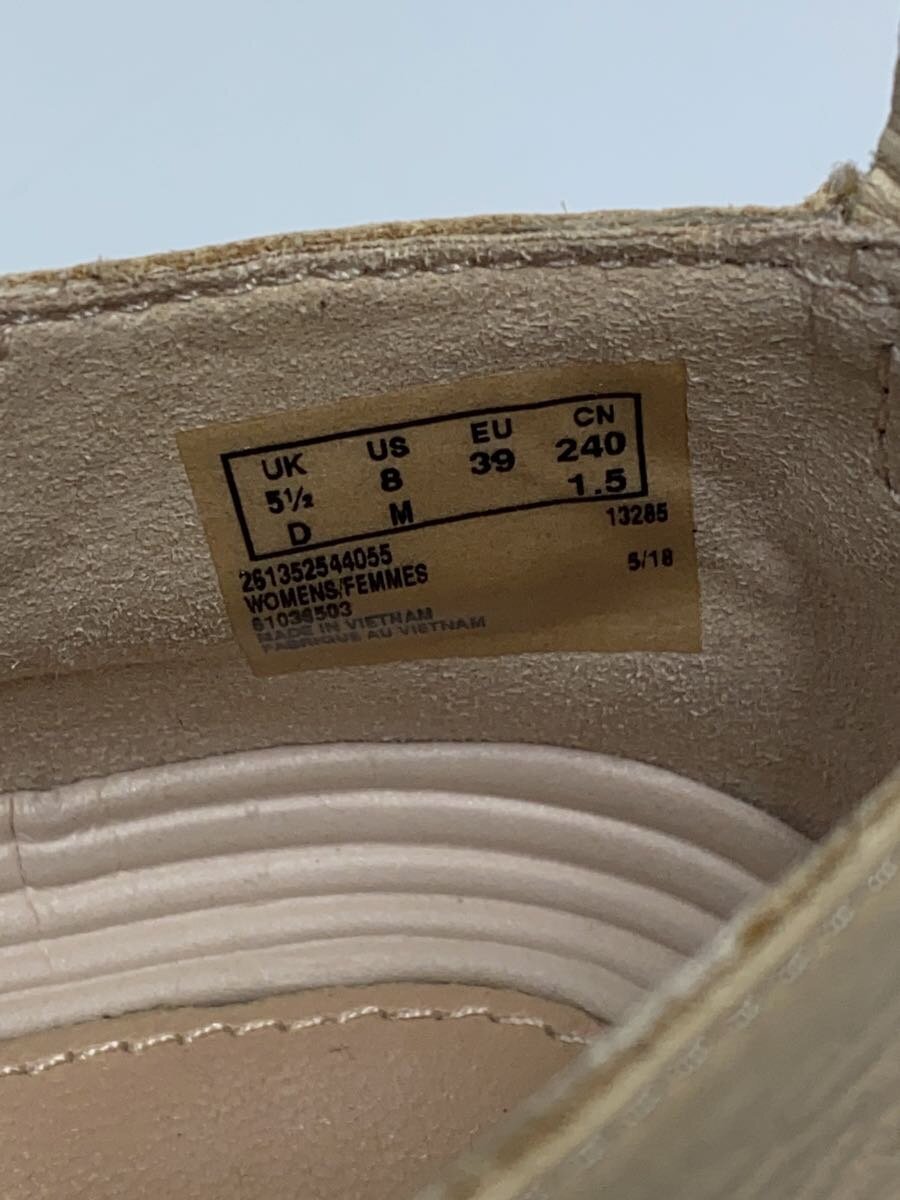 UK US EU CN
5½ 8 39 240
D M 1.5
261352544055 13285
WOMENS/FEMMES 5/18
61036503
MADE IN VIETNAM
FABRIQUE AU VIETNAM